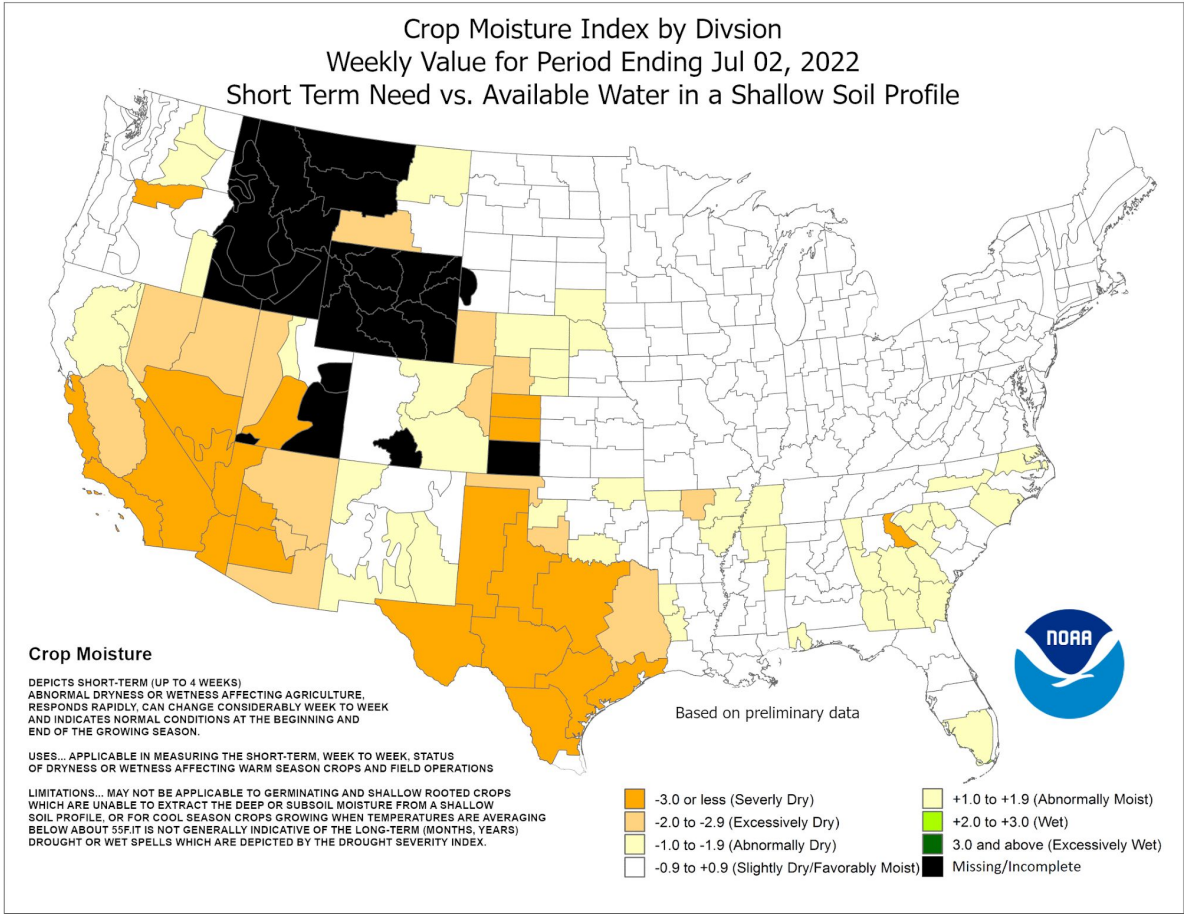 Crop Moisture Index by Divsion
Weekly Value for Period Ending Jul 02, 2022
Short Term Need vs. Available Water in a Shallow Soil Profile
NOAA
Crop Moisture
DEPICTS SHORT-TERM (UP TO 4 WEEKS)
ABNORMAL DRYNESS OR WETNESS AFFECTING AGRICULTURE,
RESPONDS RAPIDLY, CAN CHANGE CONSIDERABLY WEEK TO WEEK
AND INDICATES NORMAL CONDITIONS AT THE BEGINNING AND
END OF THE GROWING SEASON.
USES... APPLICABLE IN MEASURING THE SHORT-TERM, WEEK TO WEEK, STATUS
OF DRYNESS OR WETNESS AFFECTING WARM SEASON CROPS AND FIELD OPERATIONS
LIMITATIONS... MAY NOT BE APPLICABLE TO GERMINATING AND SHALLOW ROOTED CROPS
WHICH ARE UNABLE TO EXTRACT THE DEEP OR SUBSOIL MOISTURE FROM A SHALLOW
SOIL PROFILE, OR FOR COOL SEASON CROPS GROWING WHEN TEMPERATURES ARE AVERAGING
BELOW ABOUT 55F.IT IS NOT GENERALLY INDICATIVE OF THE LONG-TERM (MONTHS, YEARS)
DROUGHT OR WET SPELLS WHICH ARE DEPICTED BY THE DROUGHT SEVERITY INDEX.
Based on preliminary data
-3.0 or less (Severly Dry)
-2.0 to -2.9 (Excessively Dry)
-1.0 to -1.9 (Abnormally Dry)
-0.9 to +0.9 (Slightly Dry/Favorably Moist)
+1.0 to +1.9 (Abnormally Moist)
+2.0 to +3.0 (Wet)
3.0 and above (Excessively Wet)
Missing/Incomplete